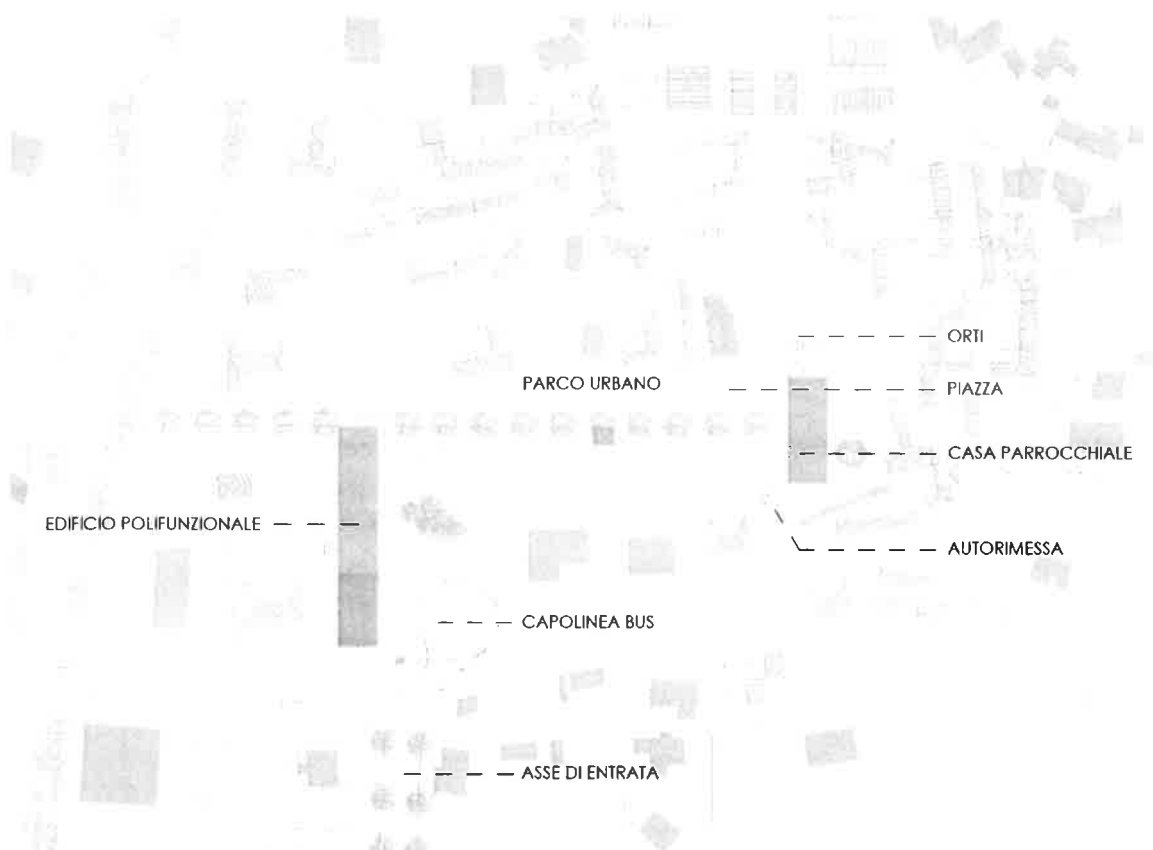 ORTI
PARCO URBANO
PIAZZA
CASA PARROCCHIALE
EDIFICIO POLIFUNZIONALE
AUTORIMESSA
CAPOLINEA BUS
ASSE DI ENTRATA